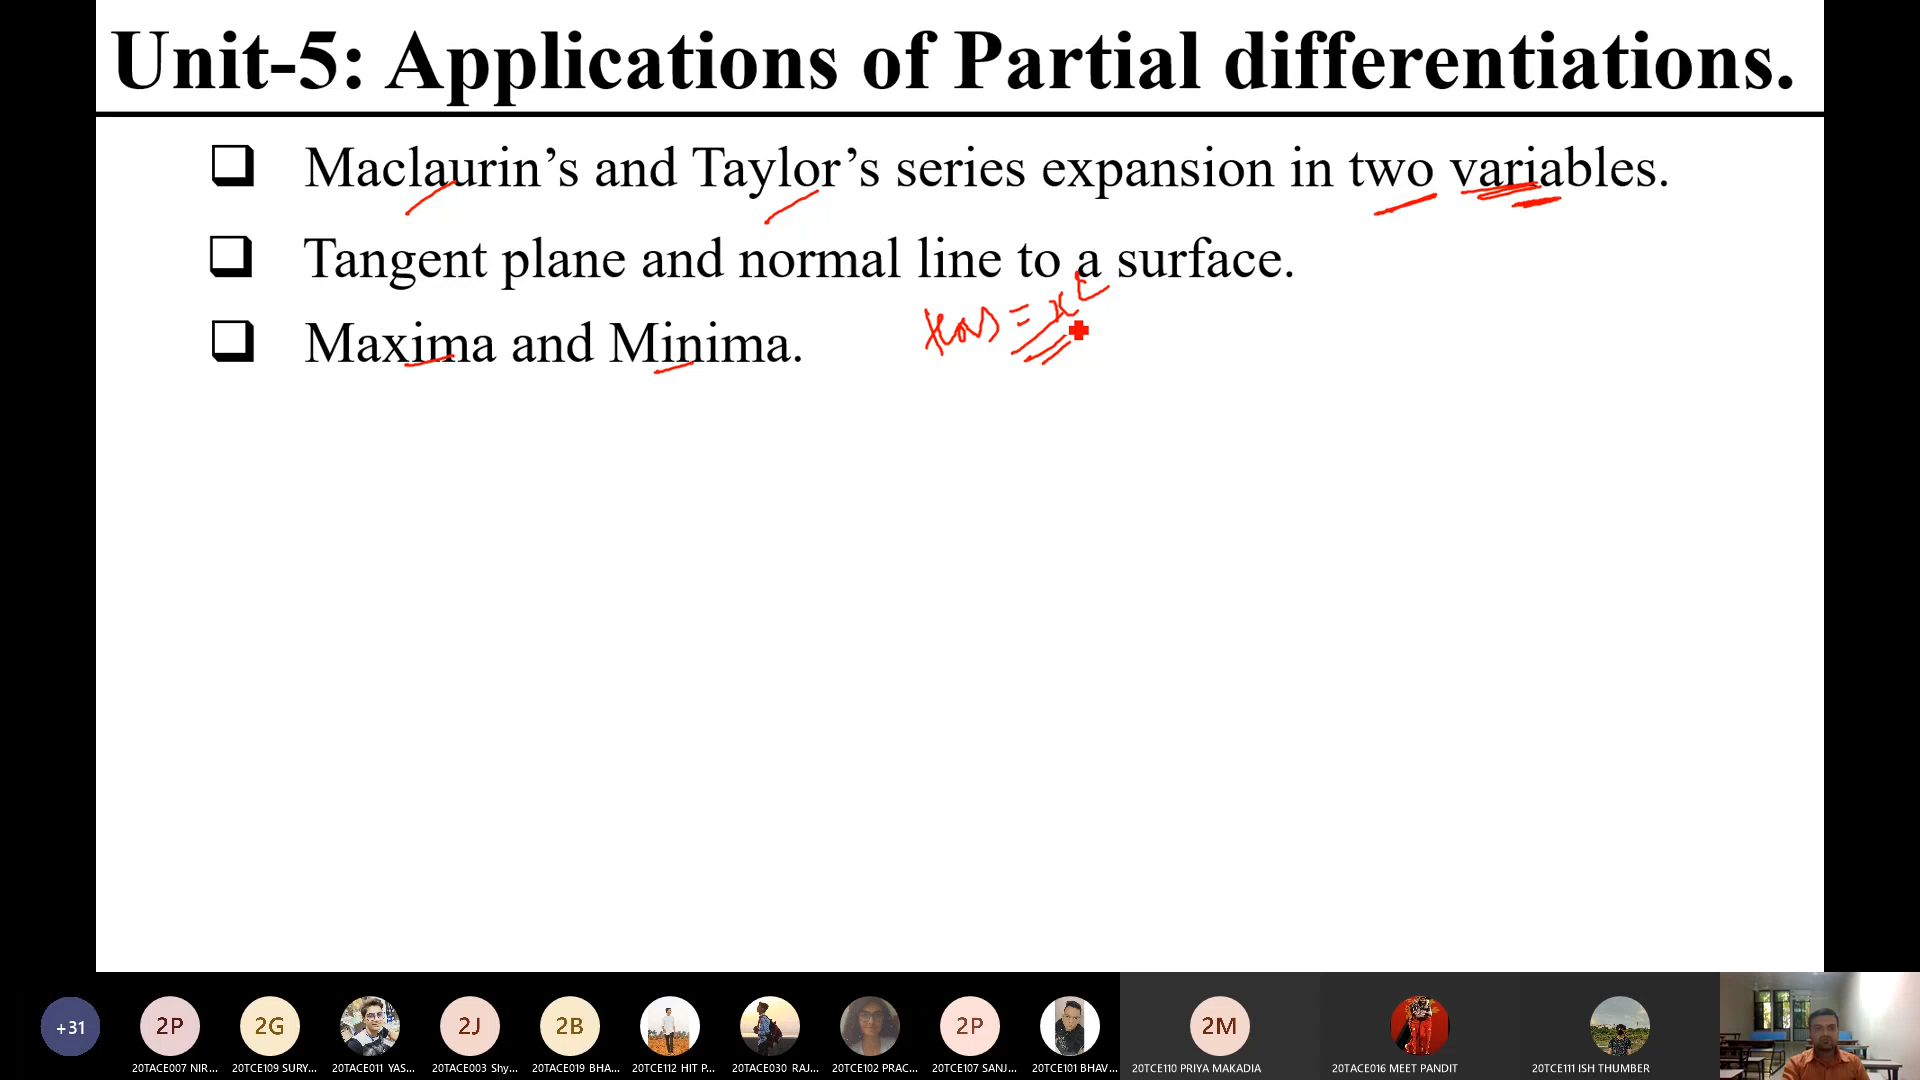 Unit-5: Applications of Partial differentiations.
❑ Maclaurin’s and Taylor’s series expansion in two variables.
❑ Tangent plane and normal line to a surface.
❑ Maxima and Minima.
+31
2P
2G
2J
2B
2P
2M
20TACE007 NIR...
20TCE109 SURY...
20TACE011 YAS...
20TACE003 Shy...
20TACE019 BHA...
20TCE112 HIT P...
20TACE030 RAJ...
20TCE102 PRAC...
20TCE107 SANJ...
20TCE101 BHAV...
20TCE110 PRIYA MAKADIA
20TACE016 MEET PANDIT
20TCE111 ISH THUMBER